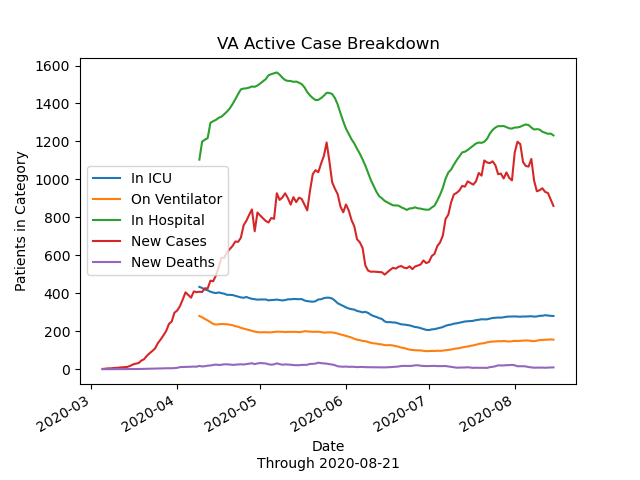 VA Active Case Breakdown
Patients in Category
1600
1400
1200
1000
800
600
400
200
0
In ICU
On Ventilator
In Hospital
New Cases
New Deaths
2020-03
2020-04
2020-05
2020-06
2020-07
2020-08
Date
Through 2020-08-21